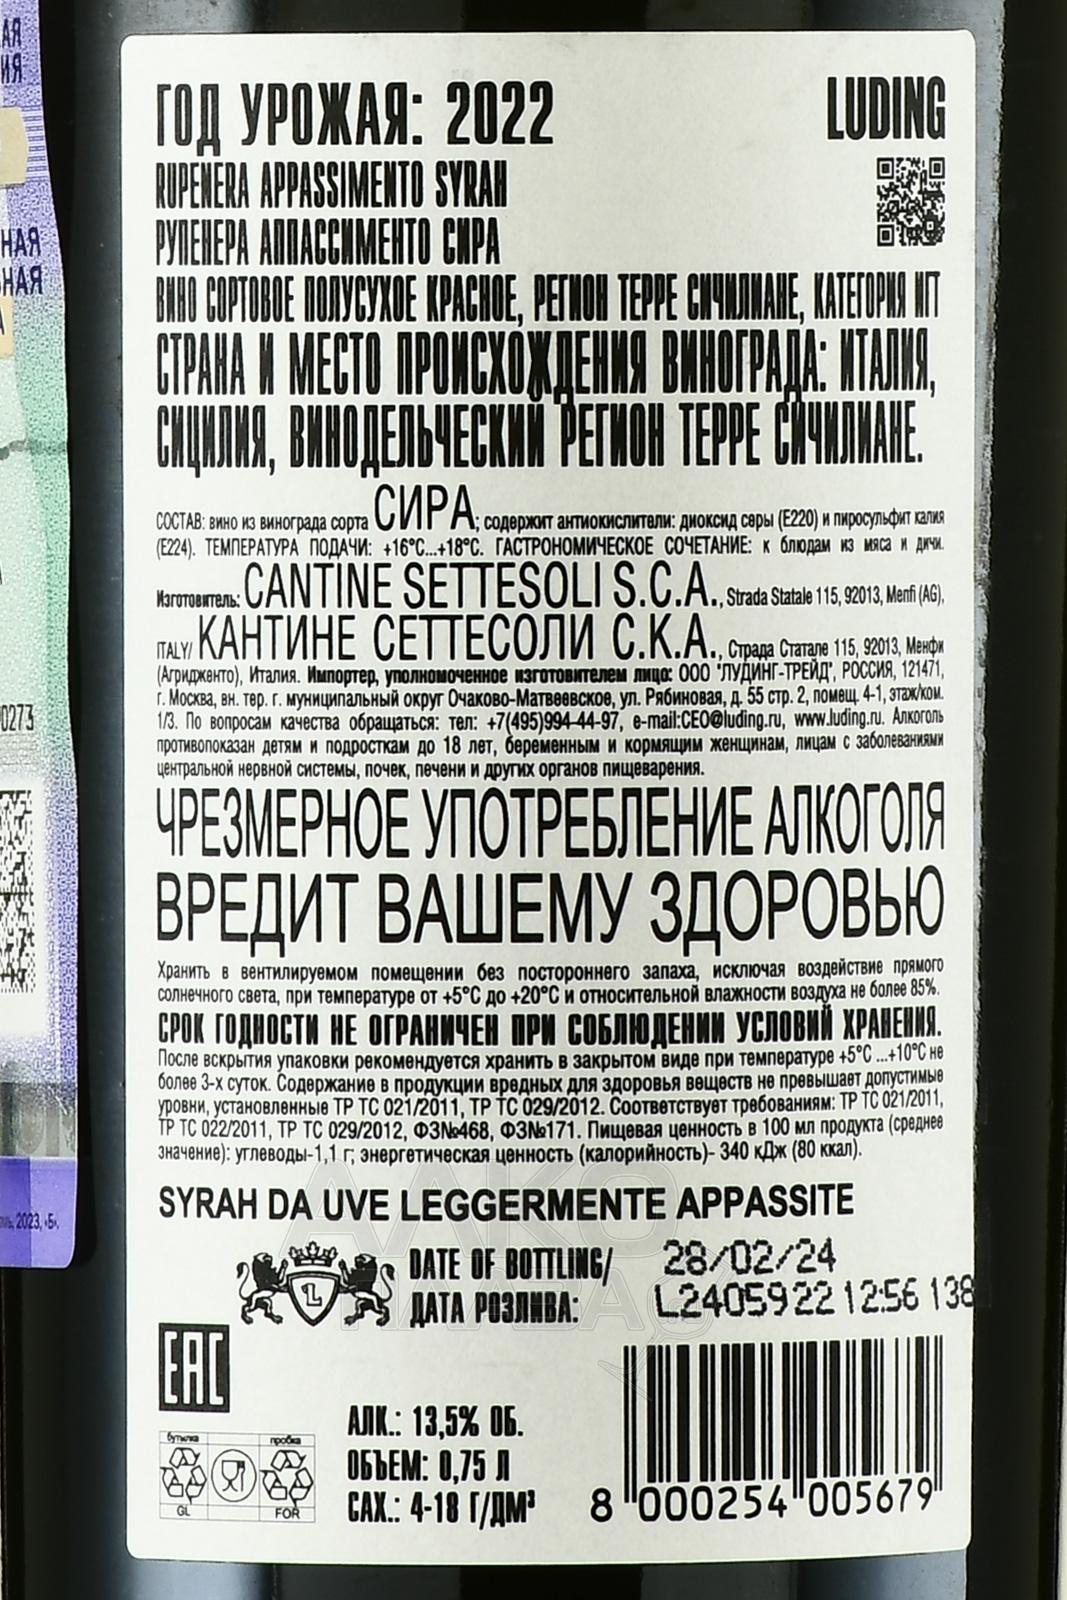 ГОД УРОЖАЯ: 2022
LUDING
RUPENERA APPASSIMENTO SYRAH
РУПЕНЕРА АППАССИМЕНТО СИРА
ВИНО СОРТОВОЕ ПОЛУСУХОЕ КРАСНОЕ, РЕГИОН ТЕРРЕ СИЧИЛИАНЕ, КАТЕГОРИЯ ИГТ
СТРАНА И МЕСТО ПРОИСХОЖДЕНИЯ ВИНОГРАДА: ИТАЛИЯ,
СИЦИЛИЯ, ВИНОДЕЛЬЧЕСКИЙ РЕГИОН ТЕРРЕ СИЧИЛИАНЕ.
СОСТАВ: вино из винограда сорта СИРА; содержит антиокислители: диоксид серы (Е220) и пиросульфит калия
(Е224). ТЕМПЕРАТУРА ПОДАЧИ: +16°С...+18°С. ГАСТРОНОМИЧЕСКОЕ СОЧЕТАНИЕ: к блюдам из мяса и дичи.
Изготовитель: CANTINE SETTESOLI S.C.A., Strada Statale 115, 92013, Menfi (AG),
ITALY/ КАНТИНЕ СЕТТЕСОЛИ С.К.А., Страда Статале 115, 92013, Менфи
(Агридженто), Италия. Импортер, уполномоченное изготовителем лицо: ООО "ЛУДИНГ-ТРЕЙД", РОССИЯ, 121471,
г. Москва, вн. тер. г. муниципальный округ Очаково-Матвеевское, ул. Рябиновая, д. 55 стр. 2, помещ. 4-1, этаж/ком.
1/3. По вопросам качества обращаться: тел: +7(495)994-44-97, e-mail:CEO@luding.ru, www.luding.ru. Алкоголь
противопоказан детям и подросткам до 18 лет, беременным и кормящим женщинам, лицам с заболеваниями
центральной нервной системы, почек, печени и других органов пищеварения.
ЧРЕЗМЕРНОЕ УПОТРЕБЛЕНИЕ АЛКОГОЛЯ
ВРЕДИТ ВАШЕМУ ЗДОРОВЬЮ
Хранить в вентилируемом помещении без постороннего запаха, исключая воздействие прямого
солнечного света, при температуре от +5°С до +20°С и относительной влажности воздуха не более 85%.
СРОК ГОДНОСТИ НЕ ОГРАНИЧЕН ПРИ СОБЛЮДЕНИИ УСЛОВИЙ ХРАНЕНИЯ.
После вскрытия упаковки рекомендуется хранить в закрытом виде при температуре +5°С ...+10°С не
более 3-х суток. Содержание в продукции вредных для здоровья веществ не превышает допустимые
уровни, установленные ТР ТС 021/2011, ТР ТС 029/2012. Соответствует требованиям: ТР ТС 021/2011,
ТР ТС 022/2011, ТР ТС 029/2012, ФЗ№468, ФЗ№171. Пищевая ценность в 100 мл продукта (среднее
значение): углеводы-1,1 г; энергетическая ценность (калорийность)- 340 кДж (80 ккал).
SYRAH DA UVE LEGGERMENTE APPASSITE
DATE OF BOTTLING/ 28/02/24
ДАТА РОЗЛИВА: L2405922 12:56 138
EAC
АЛК.: 13,5% ОБ.
ОБЪЕМ: 0,75 Л
САХ.: 4-18 Г/ДМ³
бутылка
пробка
GL
FOR
8 000254 005679
0273
2023, «Б».